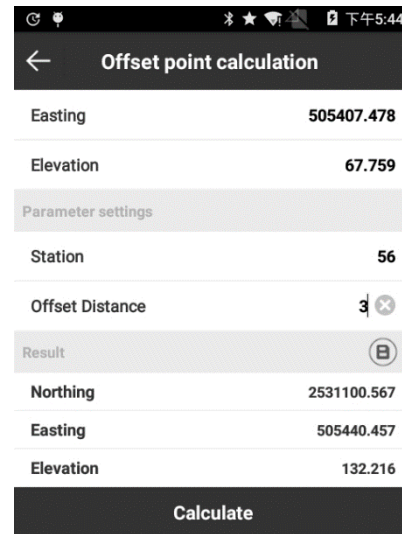 下午5:44
Offset point calculation
Easting 505407.478
Elevation 67.759
Parameter settings
Station 56
Offset Distance 3
Result
Northing 2531100.567
Easting 505440.457
Elevation 132.216
Calculate